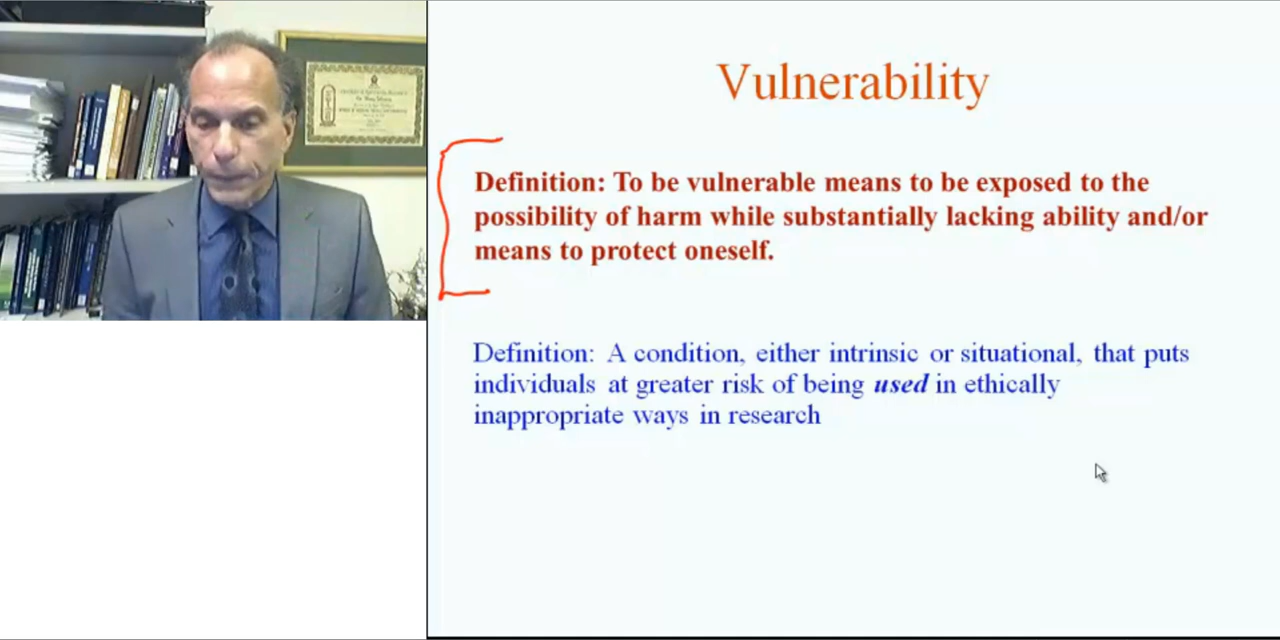 Vulnerability
Definition: To be vulnerable means to be exposed to the
possibility of harm while substantially lacking ability and/or
means to protect oneself.
Definition: A condition, either intrinsic or situational, that puts
individuals at greater risk of being used in ethically
inappropriate ways in research